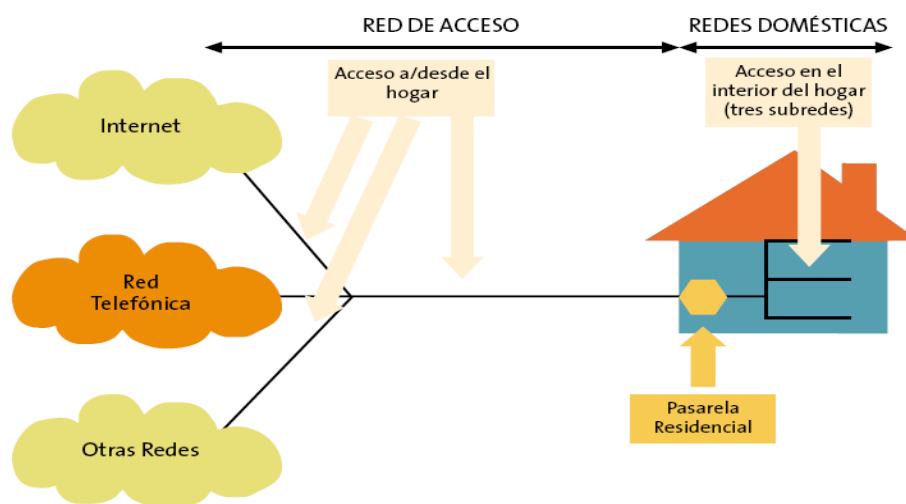 RED DE ACCESO
REDES DOMÉSTICAS
Acceso a/desde el
hogar
Acceso en el
interior del hogar
(tres subredes)
Internet
Red
Telefónica
Otras Redes
Pasarela
Residencial